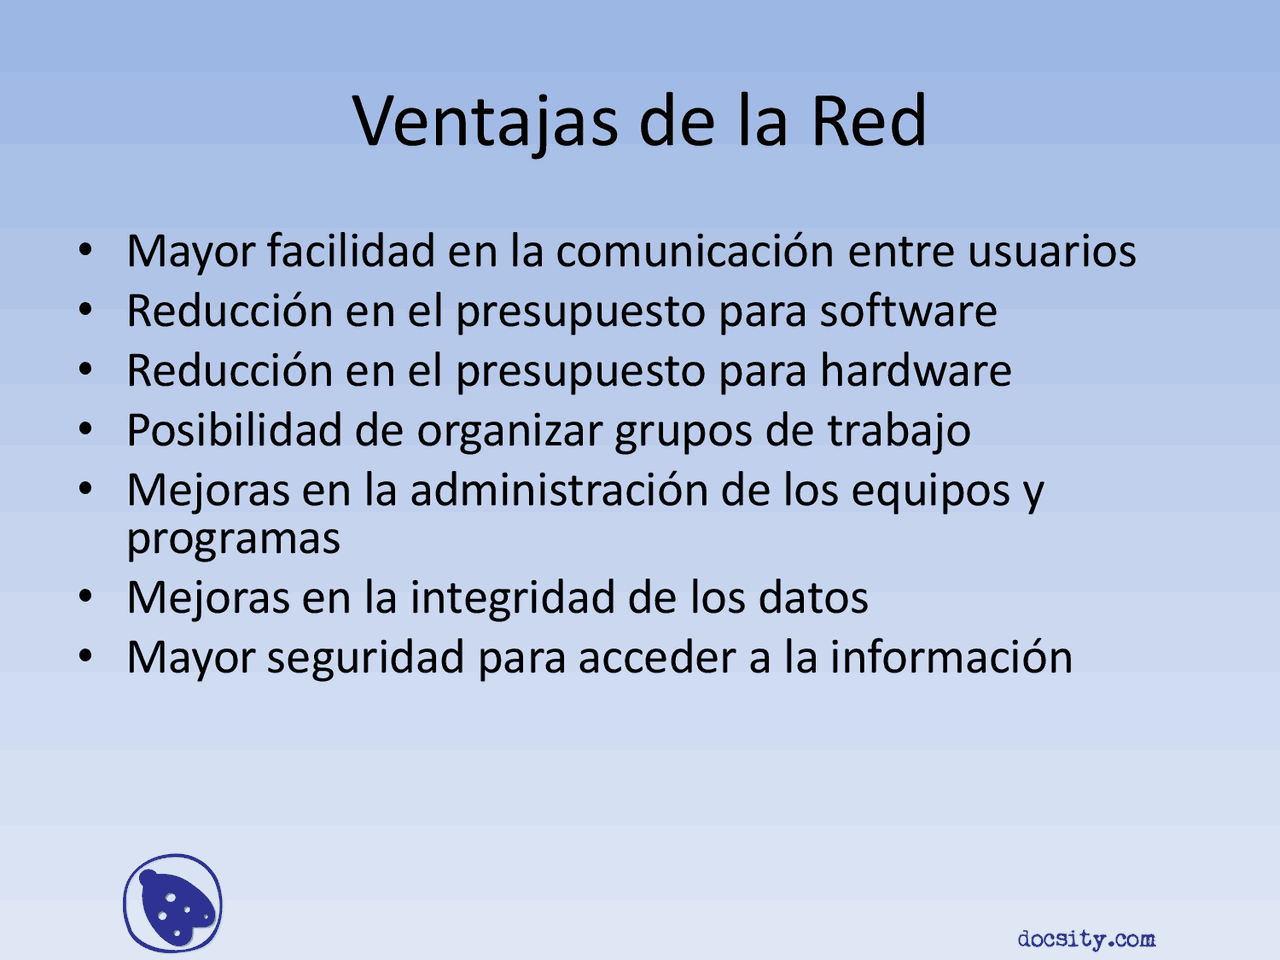 Ventajas de la Red
• Mayor facilidad en la comunicación entre usuarios
• Reducción en el presupuesto para software
• Reducción en el presupuesto para hardware
• Posibilidad de organizar grupos de trabajo
• Mejoras en la administración de los equipos y
programas
• Mejoras en la integridad de los datos
• Mayor seguridad para acceder a la información
docsity.com